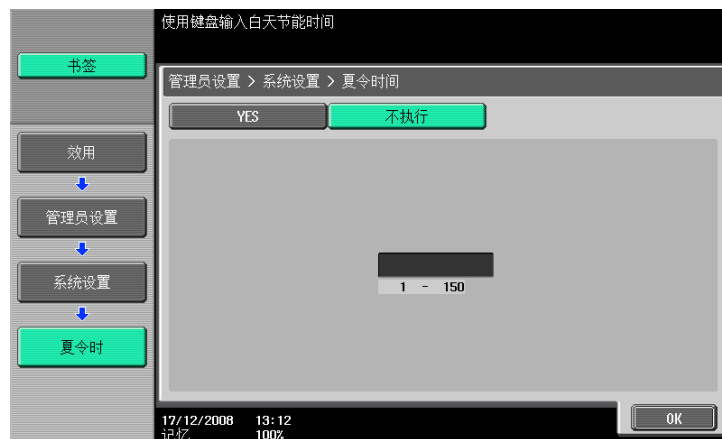 使用键盘输入白天节能时间
书签
管理员设置 > 系统设置 > 夏令时间
YES
不执行
效用
管理员设置
系统设置
夏令时
1 - 150
17/12/2008 13:12
记忆 100%
OK